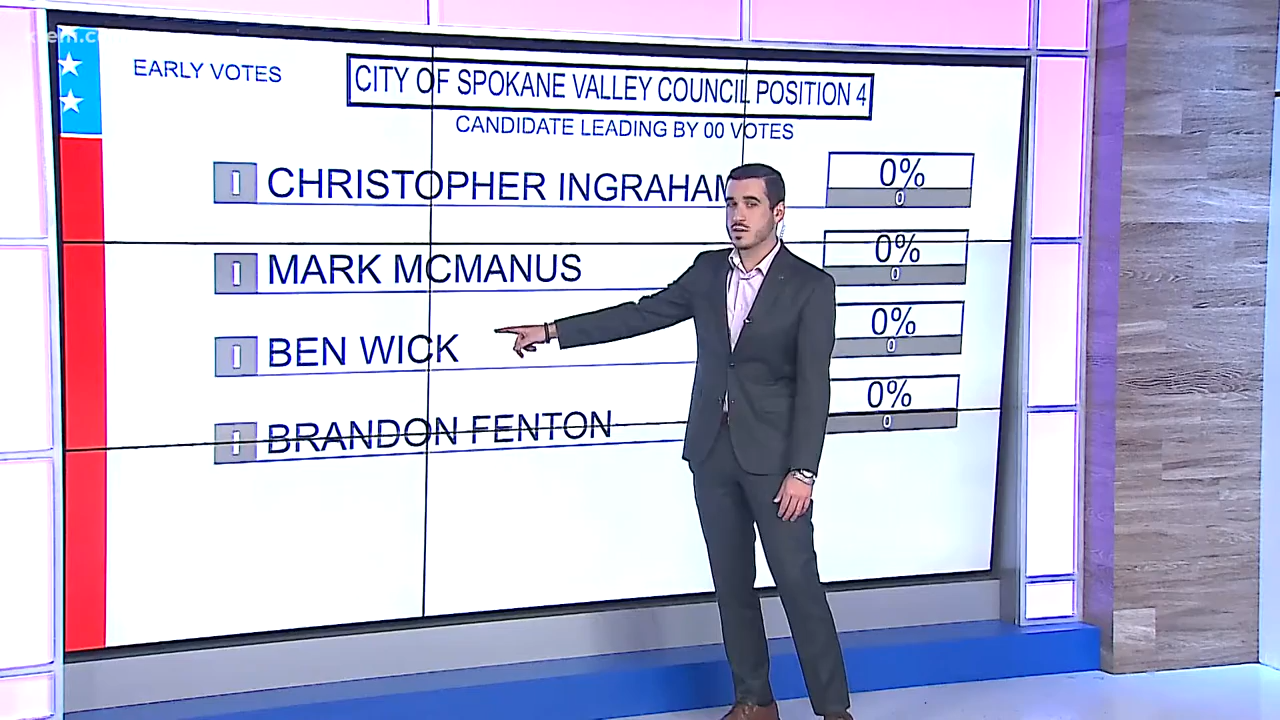 EARLY VOTES
CITY OF SPOKANE VALLEY COUNCIL POSITION 4
CANDIDATE LEADING BY 00 VOTES
I CHRISTOPHER INGRAHAM 0%
0
I MARK MCMANUS 0%
0
I BEN WICK 0%
0
I BRANDON FENTON 0%
0